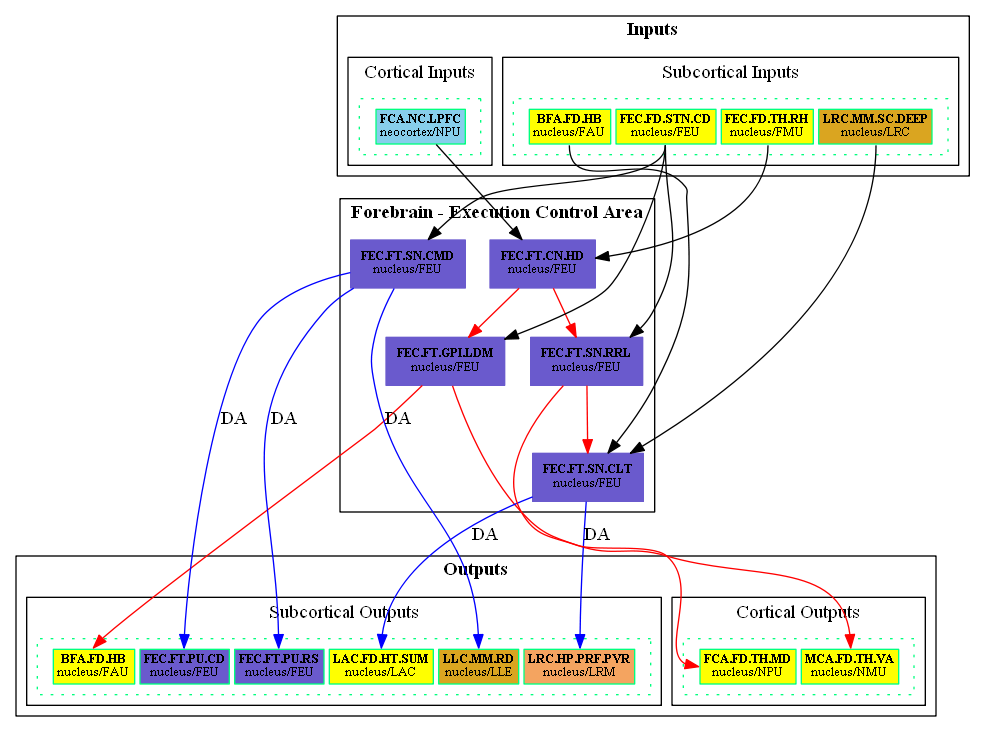 Inputs
Cortical Inputs
Subcortical Inputs
FCA.NC.LPFC
neocortex/NPU
BFA.FD.HB
nucleus/FAU
FEC.FD.STN.CD
nucleus/FEU
FEC.FD.TH.RH
nucleus/FMU
LRC.MM.SC.DEEP
nucleus/LRC
Forebrain - Execution Control Area
FEC.FT.SN.CMD
nucleus/FEU
FEC.FT.CN.HD
nucleus/FEU
FEC.FT.GPI.LDM
nucleus/FEU
FEC.FT.SN.RRL
nucleus/FEU
DA
DA
DA
FEC.FT.SN.CLT
nucleus/FEU
DA
DA
Outputs
Subcortical Outputs
Cortical Outputs
BFA.FD.HB
nucleus/FAU
FEC.FT.PU.CD
nucleus/FEU
FEC.FT.PU.RS
nucleus/FEU
LAC.FD.HT.SUM
nucleus/LAC
LLC.MM.RD
nucleus/LLE
LRC.HP.PRF.PVR
nucleus/LRM
FCA.FD.TH.MD
nucleus/NPU
MCA.FD.TH.VA
nucleus/NMU